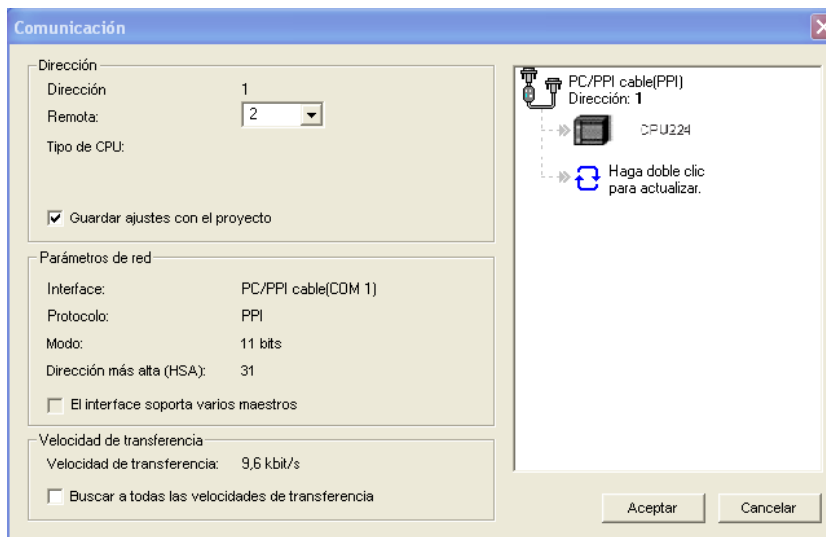 Comunicación
Dirección
Dirección 1
Remota: 2
Tipo de CPU:
Guardar ajustes con el proyecto
Parámetros de red
Interface: PC/PPI cable(COM 1)
Protocolo: PPI
Modo: 11 bits
Dirección más alta (HSA): 31
El interface soporta varios maestros
Velocidad de transferencia
Velocidad de transferencia: 9,6 kbit/s
Buscar a todas las velocidades de transferencia
PC/PPI cable(PPI)
Dirección: 1
CPU224
Haga doble clic
para actualizar.
Aceptar
Cancelar